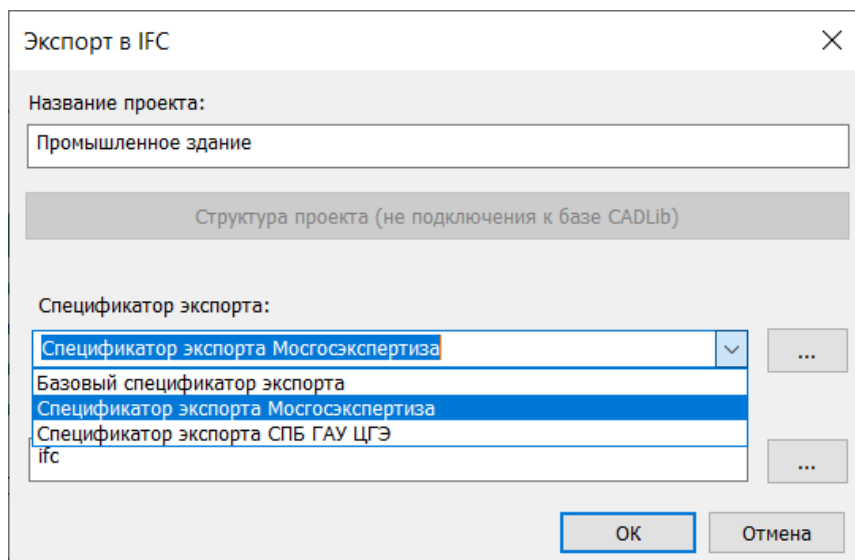 Экспорт в IFC
Название проекта:
Промышленное здание
Структура проекта (не подключения к базе CADLib)
Спецификатор экспорта:
Спецификатор экспорта Мосгосэкспертиза
...
Базовый спецификатор экспорта
Спецификатор экспорта Мосгосэкспертиза
Спецификатор экспорта СПБ ГАУ ЦГЭ
ifc
...
ОК
Отмена